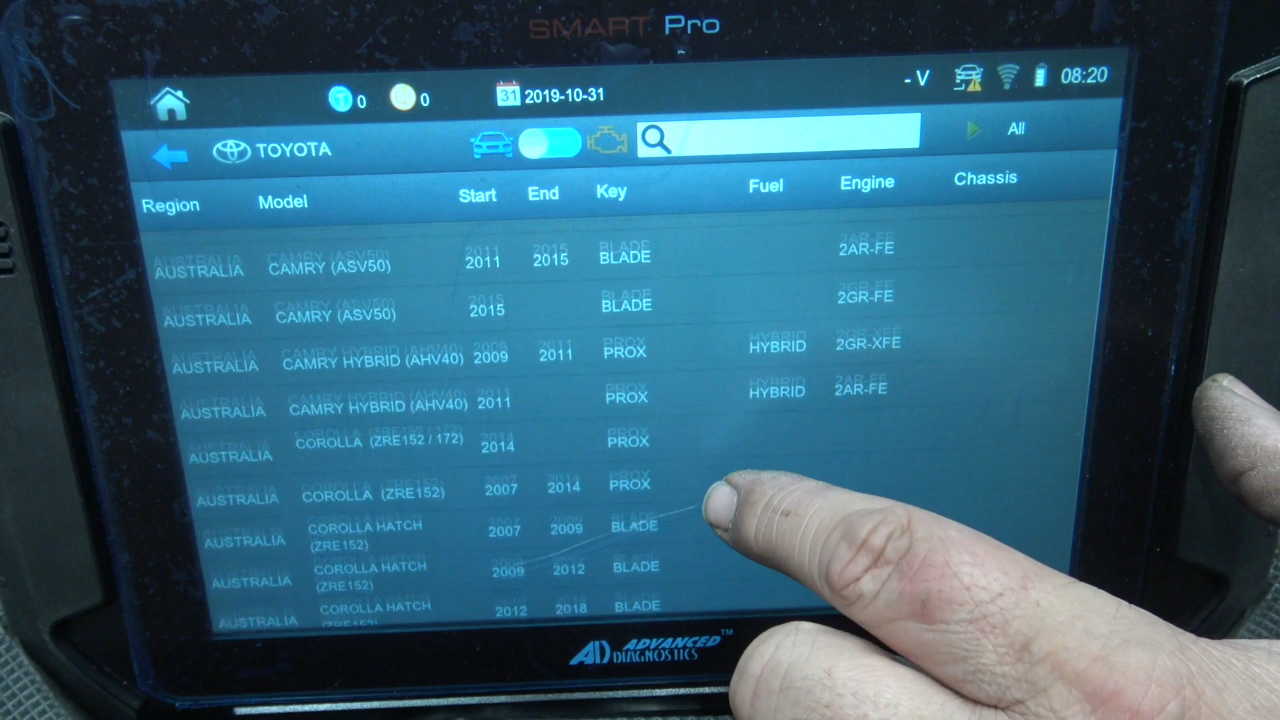 SMART Pro
0 0 31 2019-10-31 - V 08:20
TOYOTA All
Region Model Start End Key Fuel Engine Chassis
AUSTRALIA CAMRY (ASV50) 2011 2015 BLADE 2AR-FE
AUSTRALIA CAMRY (ASV50) 2015 BLADE 2GR-FE
AUSTRALIA CAMRY HYBRID (AHV40) 2009 2011 PROX HYBRID 2GR-XFE
AUSTRALIA CAMRY HYBRID (AHV40) 2011 PROX HYBRID 2AR-FE
AUSTRALIA COROLLA (ZRE152 / 172) 2014 PROX
AUSTRALIA COROLLA (ZRE152) 2007 2014 PROX
AUSTRALIA COROLLA HATCH 2007 2009 BLADE
(ZRE152)
AUSTRALIA COROLLA HATCH 2009 2012 BLADE
(ZRE152)
AUSTRALIA COROLLA HATCH 2012 2018 BLADE
AD ADVANCED™
DIAGNOSTICS